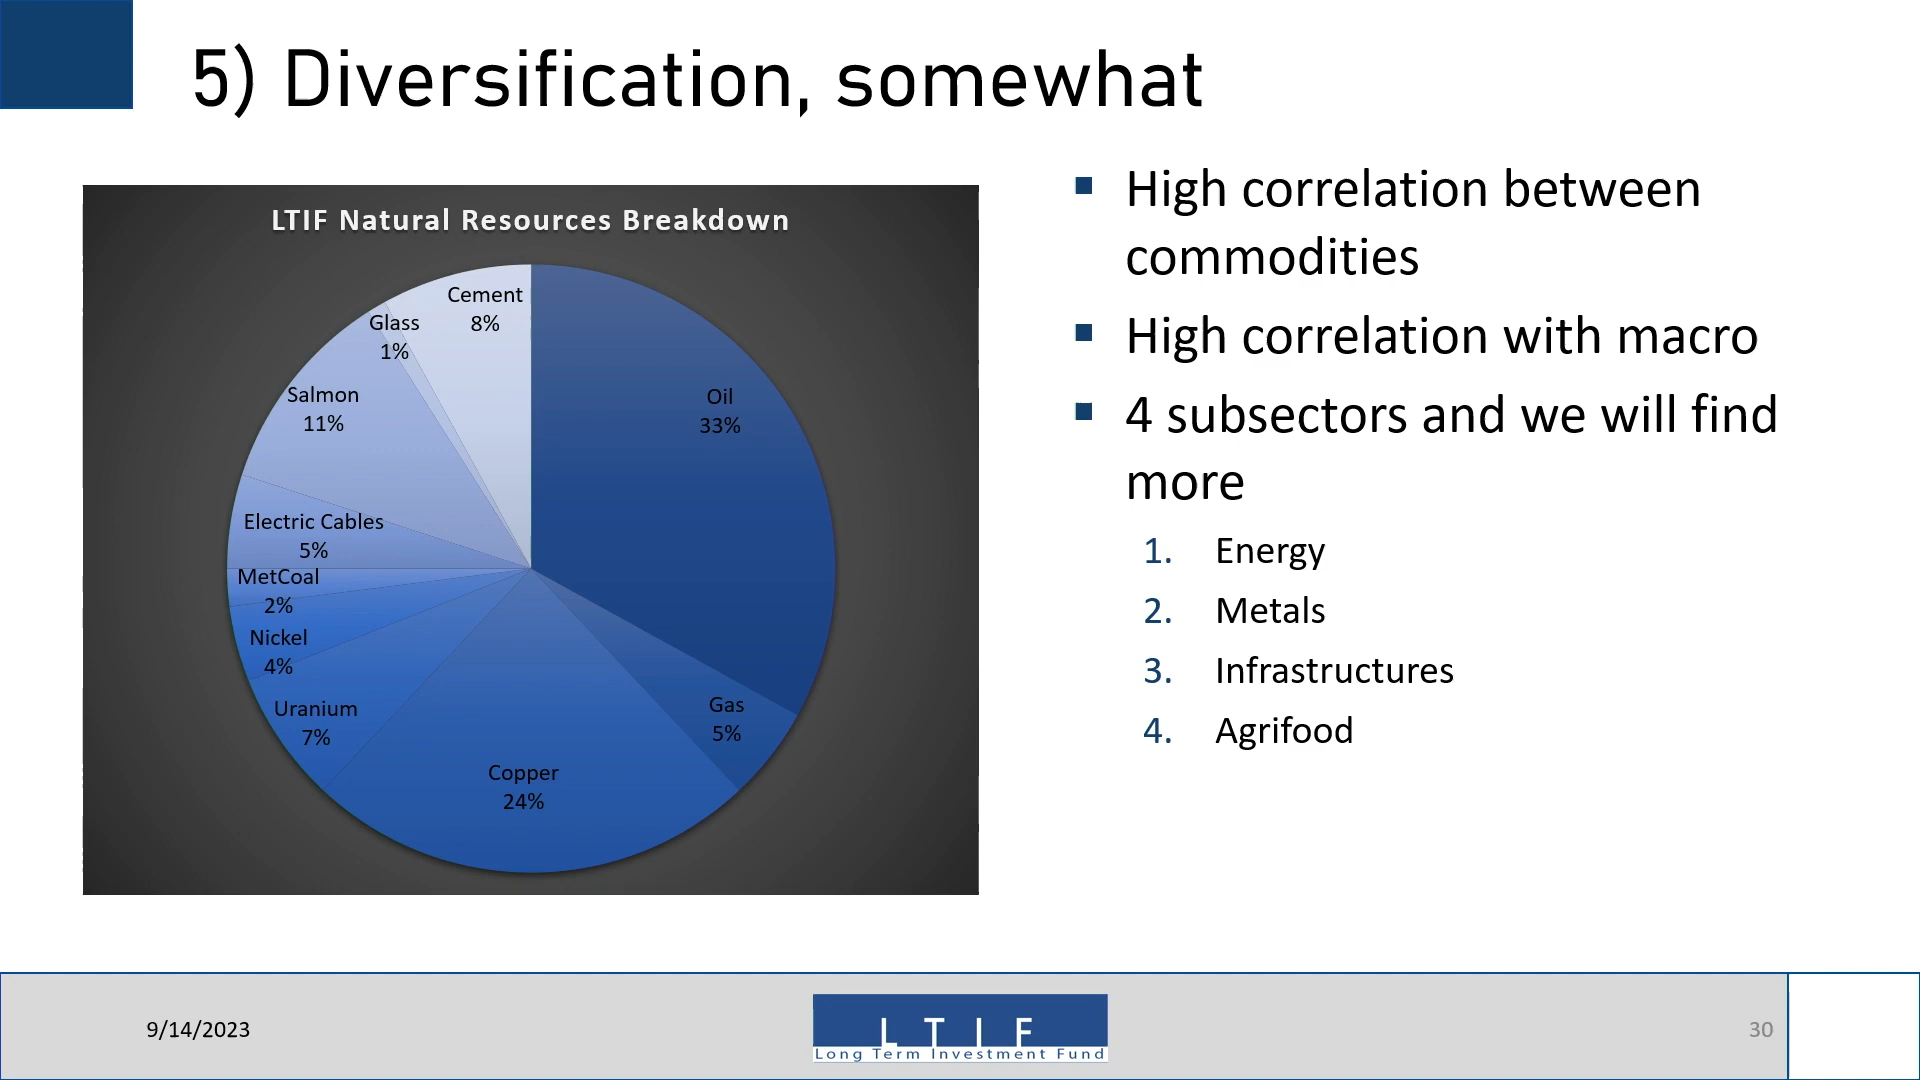 5) Diversification, somewhat
LTIF Natural Resources Breakdown
Cement
8%
Glass
1%
Salmon
11%
Electric Cables
5%
MetCoal
2%
Nickel
4%
Uranium
7%
Copper
24%
Gas
5%
Oil
33%
▪ High correlation between
commodities
▪ High correlation with macro
▪ 4 subsectors and we will find
more
1. Energy
2. Metals
3. Infrastructures
4. Agrifood
9/14/2023
LTIF
Long Term Investment Fund
30